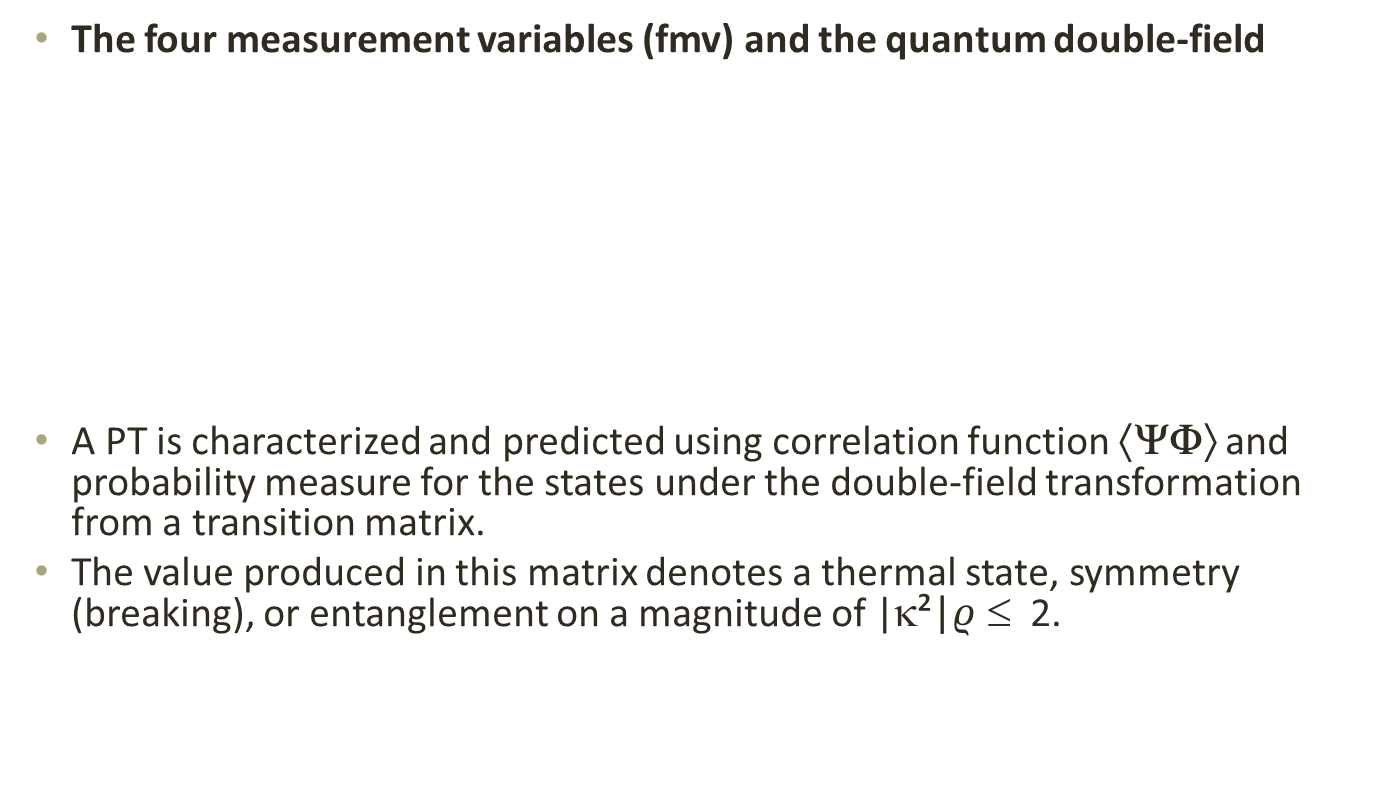 • The four measurement variables (fmv) and the quantum double-field
• A PT is characterized and predicted using correlation function ⟨ΨΦ⟩ and
probability measure for the states under the double-field transformation
from a transition matrix.
• The value produced in this matrix denotes a thermal state, symmetry
(breaking), or entanglement on a magnitude of |κ²|ϱ ≤ 2.